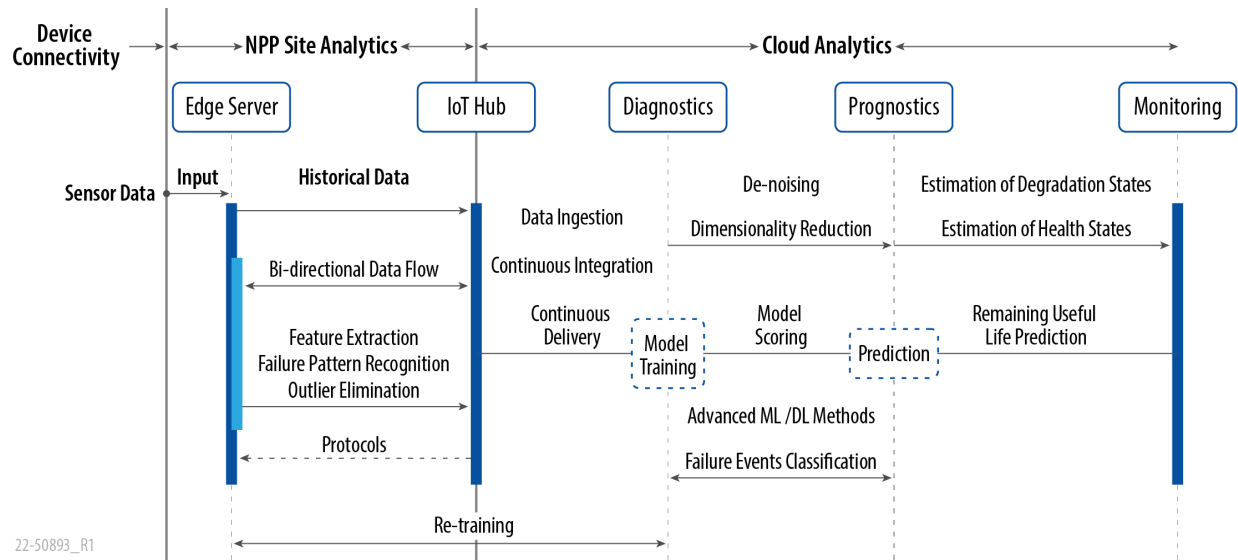 Device
Connectivity
NPP Site Analytics
Cloud Analytics
Edge Server
IoT Hub
Diagnostics
Prognostics
Monitoring
Sensor Data
Input
Historical Data
De-noising
Estimation of Degradation States
Data Ingestion
Dimensionality Reduction
Estimation of Health States
Bi-directional Data Flow
Continuous Integration
Continuous
Delivery
Model
Scoring
Remaining Useful
Life Prediction
Feature Extraction
Failure Pattern Recognition
Outlier Elimination
Model
Training
Prediction
Advanced ML /DL Methods
Protocols
Failure Events Classification
Re-training
22-50893_R1